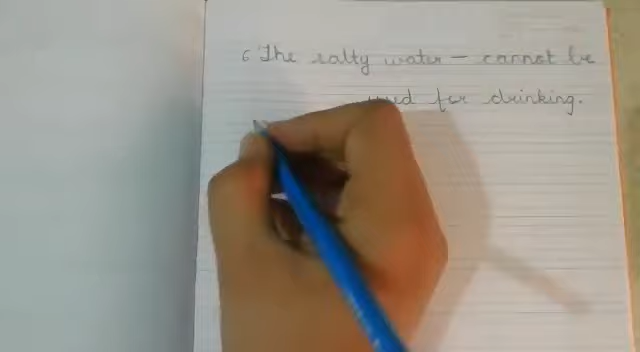 6 The salty water – cannot be
used for drinking.